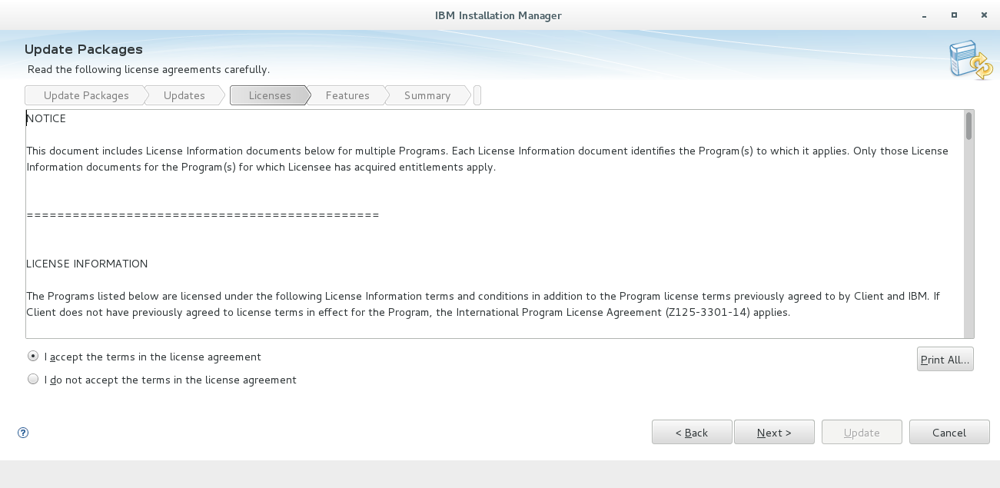 IBM Installation Manager
Update Packages
Read the following license agreements carefully.
Update Packages
Updates
Licenses
Features
Summary
NOTICE
This document includes License Information documents below for multiple Programs. Each License Information document identifies the Program(s) to which it applies. Only those License
Information documents for the Program(s) for which Licensee has acquired entitlements apply.
==============================================
LICENSE INFORMATION
The Programs listed below are licensed under the following License Information terms and conditions in addition to the Program license terms previously agreed to by Client and IBM. If
Client does not have previously agreed to license terms in effect for the Program, the International Program License Agreement (Z125-3301-14) applies.
I accept the terms in the license agreement
Print All...
I do not accept the terms in the license agreement
?
< Back
Next >
Update
Cancel